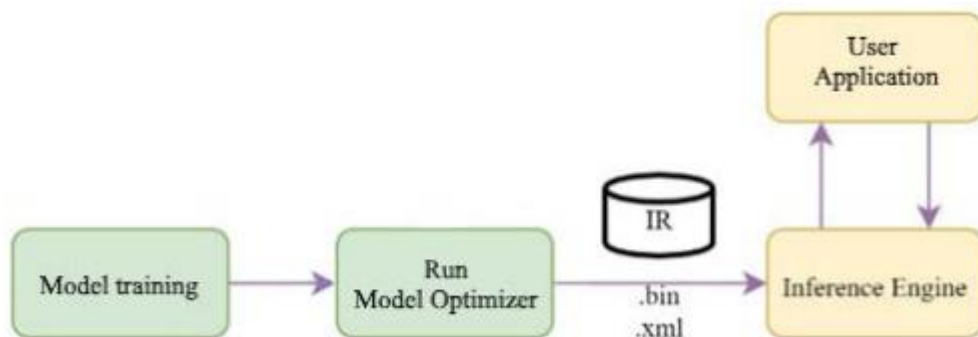 User
Application
IR
Model training
Run
Model Optimizer
.bin
.xml
Inference Engine